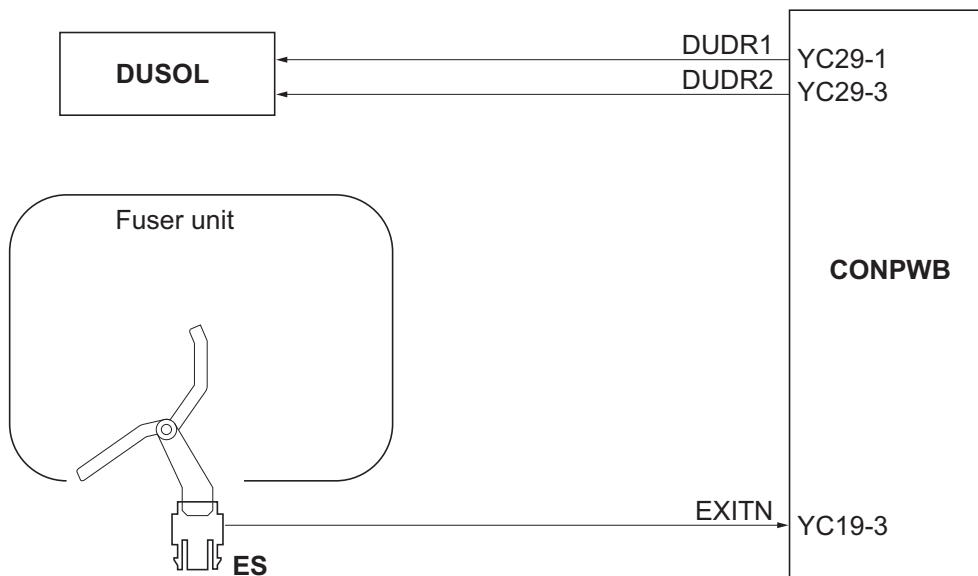 DUDR1
YC29-1
DUSOL
DUDR2
YC29-3
Fuser unit
CONPWB
EXITN
YC19-3
ES